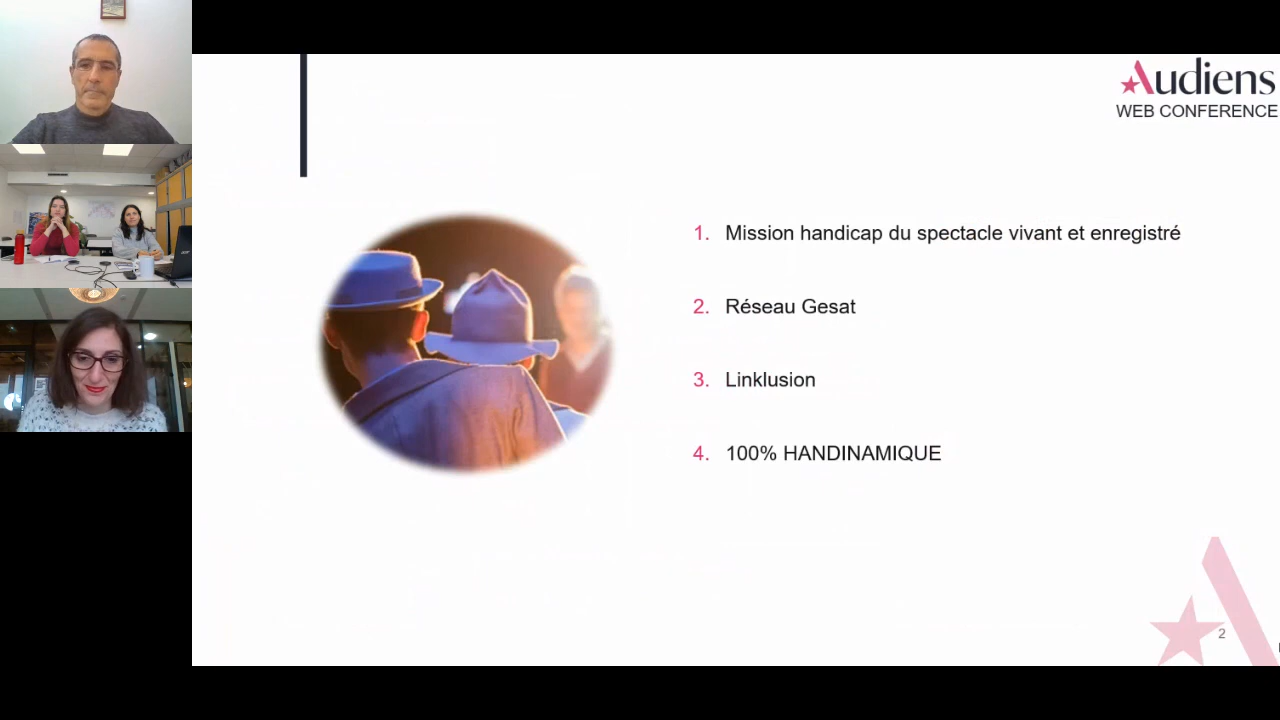 Audiens
WEB CONFERENCE
1. Mission handicap du spectacle vivant et enregistré
2. Réseau Gesat
3. Linklusion
4. 100% HANDINAMIQUE
2